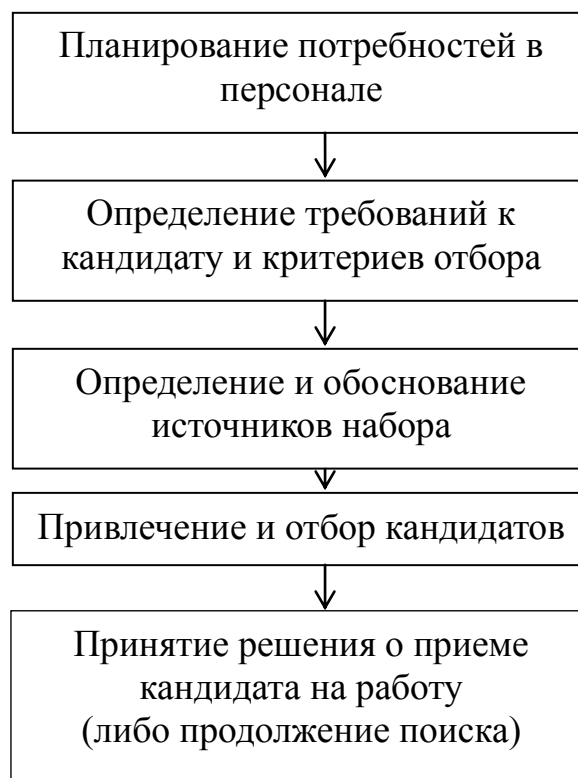 Планирование потребностей в
персонале
Определение требований к
кандидату и критериев отбора
Определение и обоснование
источников набора
Привлечение и отбор кандидатов
Принятие решения о приеме
кандидата на работу
(либо продолжение поиска)